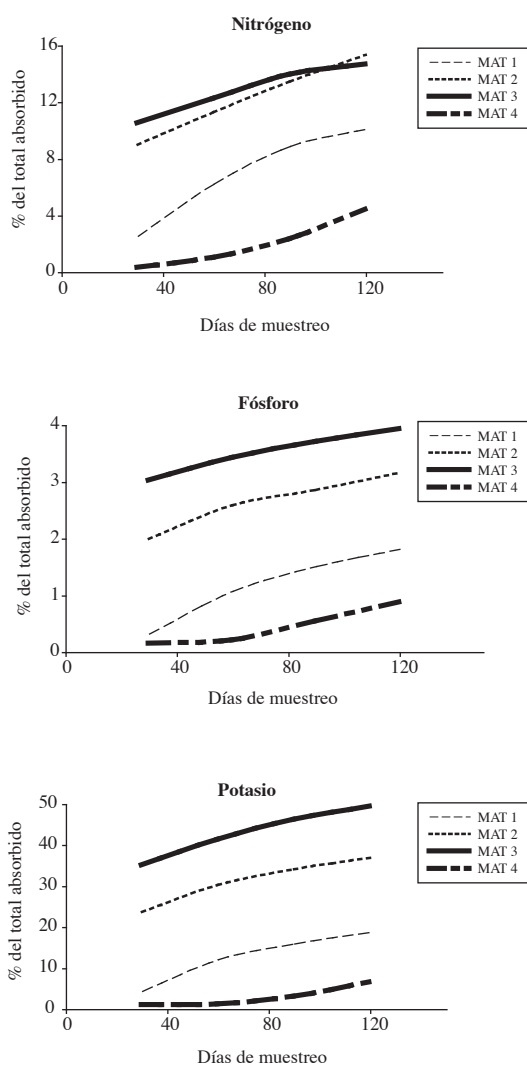 Nitrógeno
16
12
8
4
0
0
40
80
120
% del total absorbido
Días de muestreo
MAT 1
MAT 2
MAT 3
MAT 4
Fósforo
4
3
2
1
0
0
40
80
120
% del total absorbido
Días de muestreo
MAT 1
MAT 2
MAT 3
MAT 4
Potasio
50
40
30
20
10
0
0
40
80
120
% del total absorbido
Días de muestreo
MAT 1
MAT 2
MAT 3
MAT 4